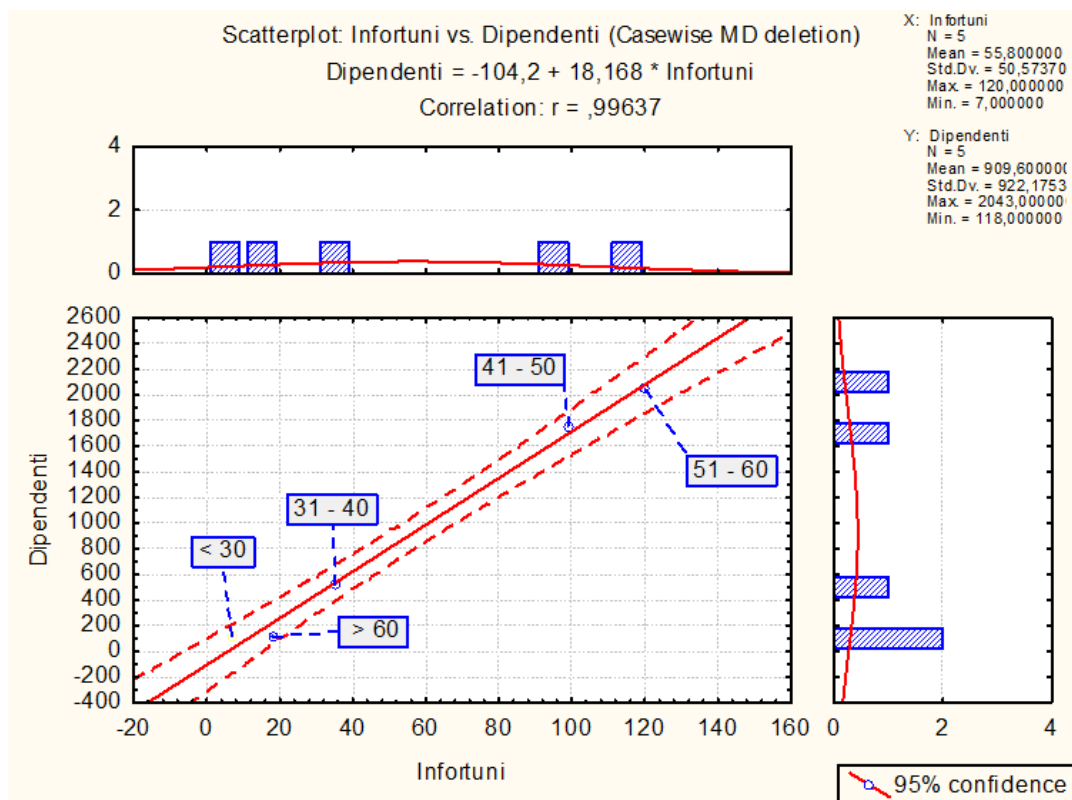 Scatterplot: Infortuni vs. Dipendenti (Casewise MD deletion)
Dipendenti = -104,2 + 18,168 * Infortuni
Correlation: r = ,99637
X: Infortuni
N = 5
Mean = 55,800000
Std.Dv. = 50,57370
Max. = 120,000000
Min. = 7,000000
Y: Dipendenti
N = 5
Mean = 909,600000
Std.Dv. = 922,1753
Max. = 2043,000000
Min. = 118,000000
4
2
0
2600
2400
2200
2000
1800
1600
1400
1200
1000
800
600
400
200
0
-200
-400
Dipendenti
41 - 50
51 - 60
31 - 40
< 30
> 60
-20 0 20 40 60 80 100 120 140 160
Infortuni
0 2 4
95% confidence